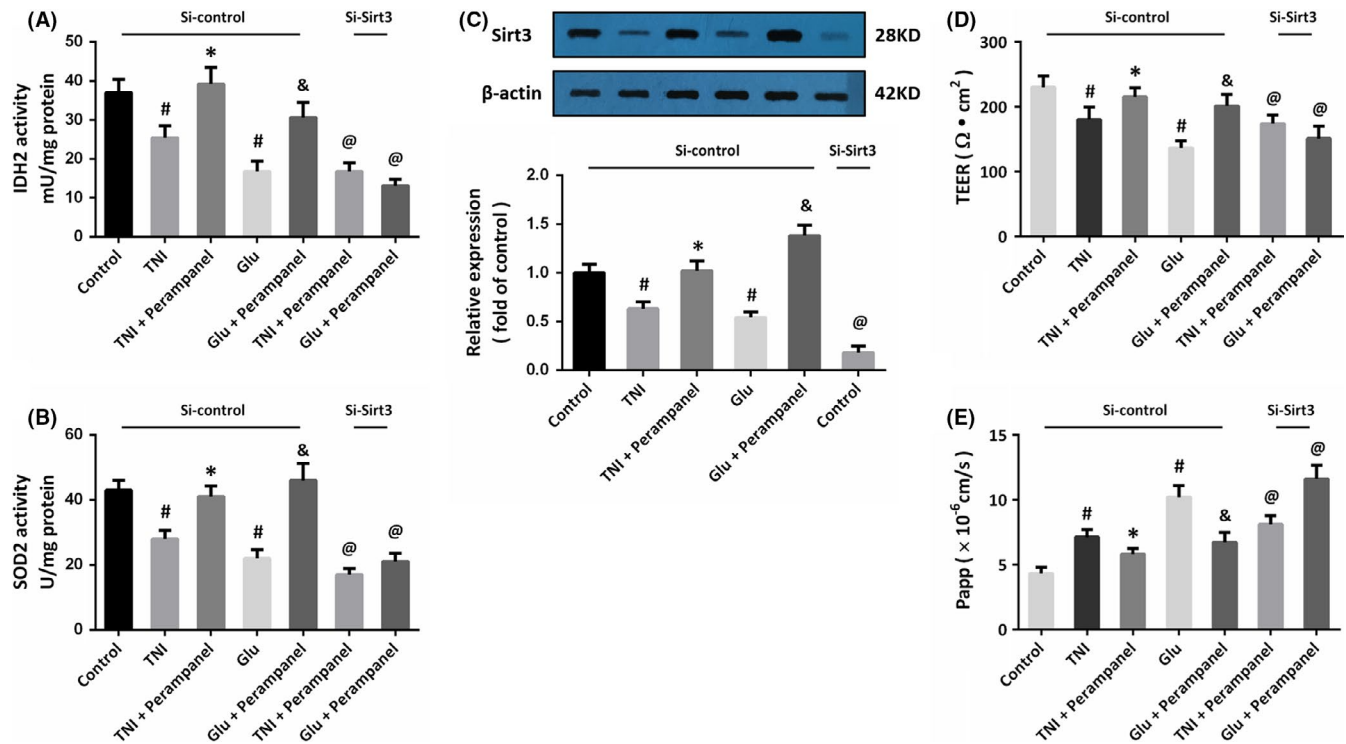 (A)
Si-control
Si-Sirt3
IDH2 activity
mU/mg protein
50
40
30
20
10
0
#
*
#
&
@
@
Control
TNI
TNI + Perampanel
Glu
Glu + Perampanel
TNI + Perampanel
Glu + Perampanel
(B)
Si-control
Si-Sirt3
SOD2 activity
U/mg protein
60
40
20
0
#
*
#
&
@
@
Control
TNI
TNI + Perampanel
Glu
Glu + Perampanel
TNI + Perampanel
Glu + Perampanel
(C)
Sirt3
28KD
β-actin
42KD
Si-control
Si-Sirt3
Relative expression
( fold of control )
2.0
1.5
1.0
0.5
0.0
#
*
#
&
@
Control
TNI
TNI + Perampanel
Glu
Glu + Perampanel
Control
(D)
Si-control
Si-Sirt3
TEER ( Ω • cm²)
300
200
100
0
#
*
#
&
@
@
Control
TNI
TNI + Perampanel
Glu
Glu + Perampanel
TNI + Perampanel
Glu + Perampanel
(E)
Si-control
Si-Sirt3
Papp ( × 10⁻⁶cm/s)
15
10
5
0
#
*
#
&
@
@
Control
TNI
TNI + Perampanel
Glu
Glu + Perampanel
TNI + Perampanel
Glu + Perampanel